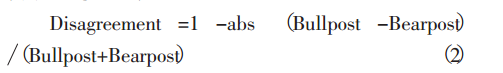 Disagreement =1 -abs (Bullpost -Bearpost)
/(Bullpost+Bearpost) (2)